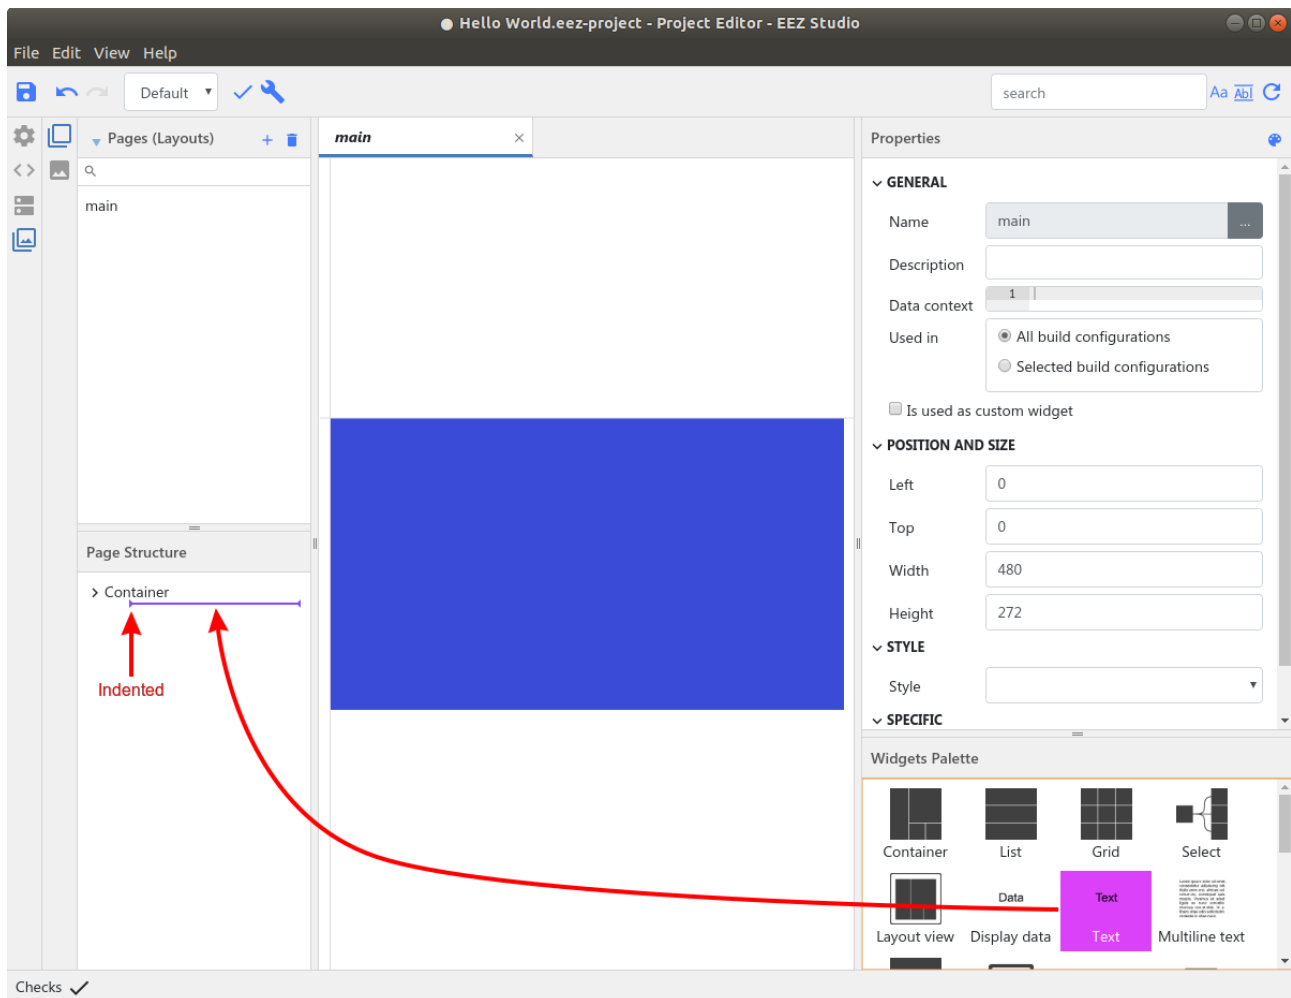 Hello World.eez-project - Project Editor - EEZ Studio
File Edit View Help
Default
search
Aa Ab|
Pages (Layouts)
main
Properties
main
GENERAL
Name
main
...
Description
Data context
1
Used in
All build configurations
Selected build configurations
Is used as custom widget
POSITION AND SIZE
Left
0
Top
0
Width
480
Height
272
STYLE
Style
SPECIFIC
Page Structure
Container
Indented
Widgets Palette
Container
List
Grid
Select
Data
Text
Layout view
Display data
Text
Multiline text
Checks